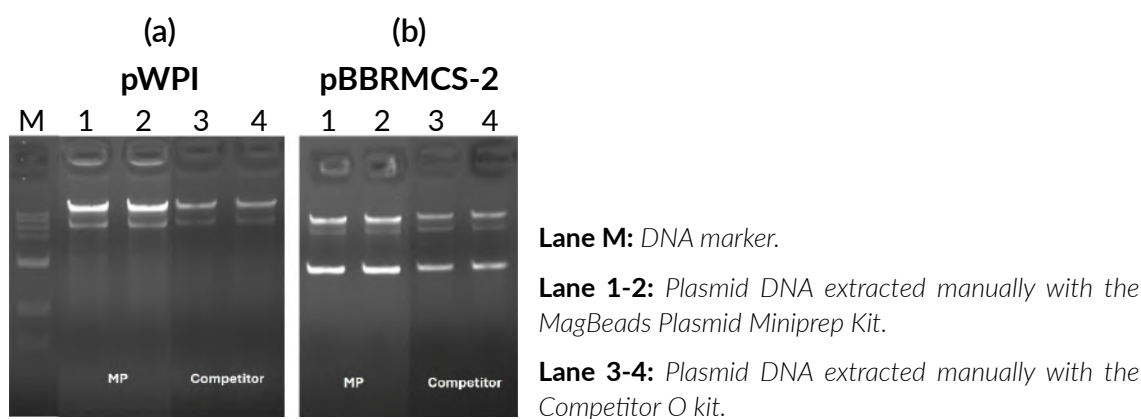 (a) (b)
pWPI pBBRMCS-2
M 1 2 3 4 1 2 3 4
Lane M: DNA marker.
Lane 1-2: Plasmid DNA extracted manually with the
MagBeads Plasmid Miniprep Kit.
Lane 3-4: Plasmid DNA extracted manually with the
Competitor O kit.
MP Competitor MP Competitor